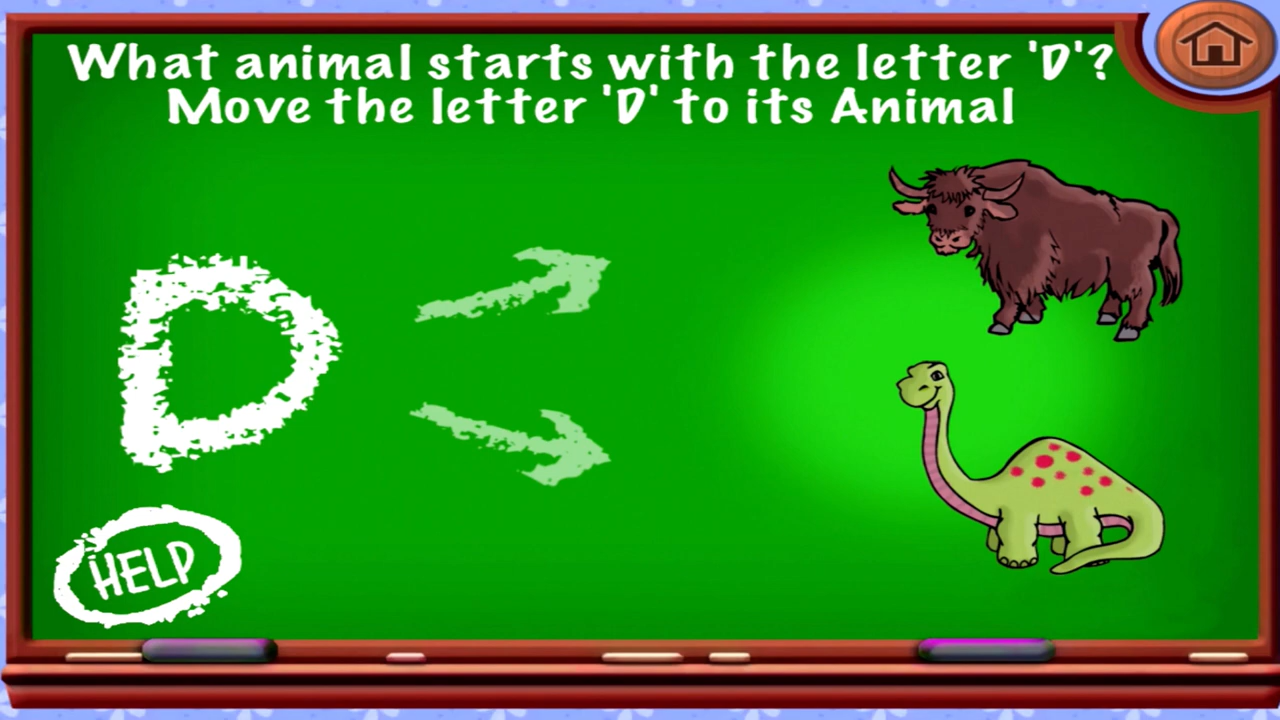 What animal starts with the letter 'D'?
Move the letter 'D' to its Animal
D
HELP